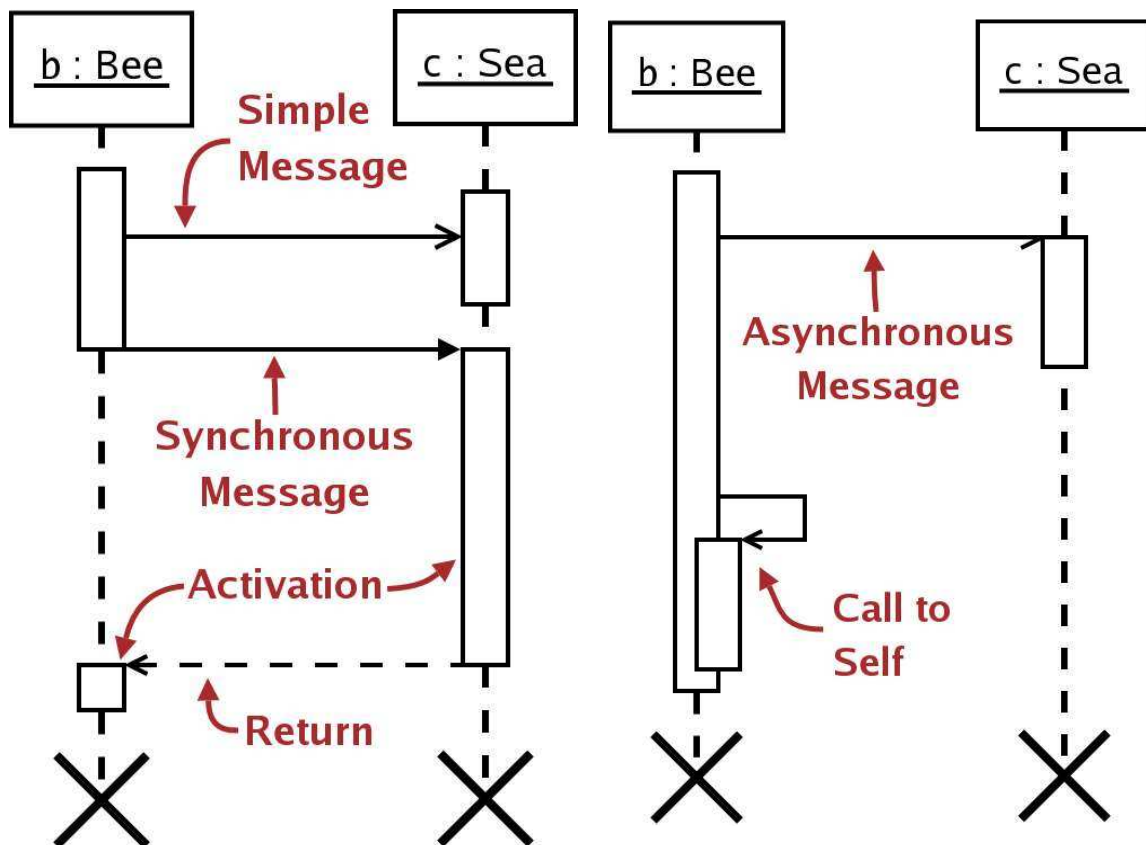 b : Bee
c : Sea
Simple
Message
Synchronous
Message
Activation
Return
b : Bee
c : Sea
Asynchronous
Message
Call to
Self